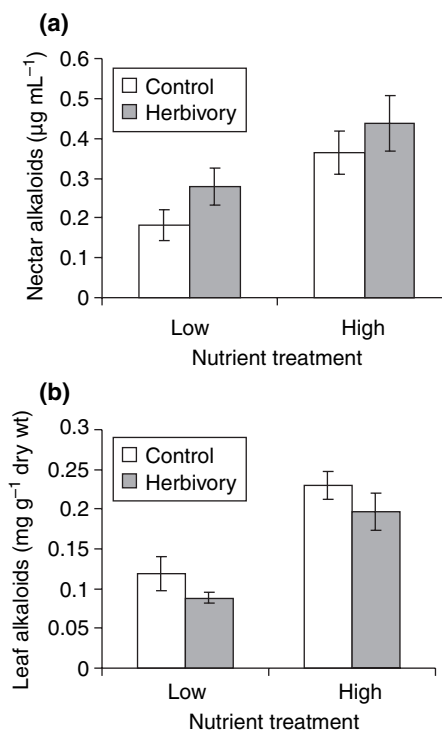 (a)
Nectar alkaloids (µg mL⁻¹)
0.6
0.5
0.4
0.3
0.2
0.1
0
Control
Herbivory
Low
High
Nutrient treatment
(b)
Leaf alkaloids (mg g⁻¹ dry wt)
0.3
0.25
0.2
0.15
0.1
0.05
0
Control
Herbivory
Low
High
Nutrient treatment